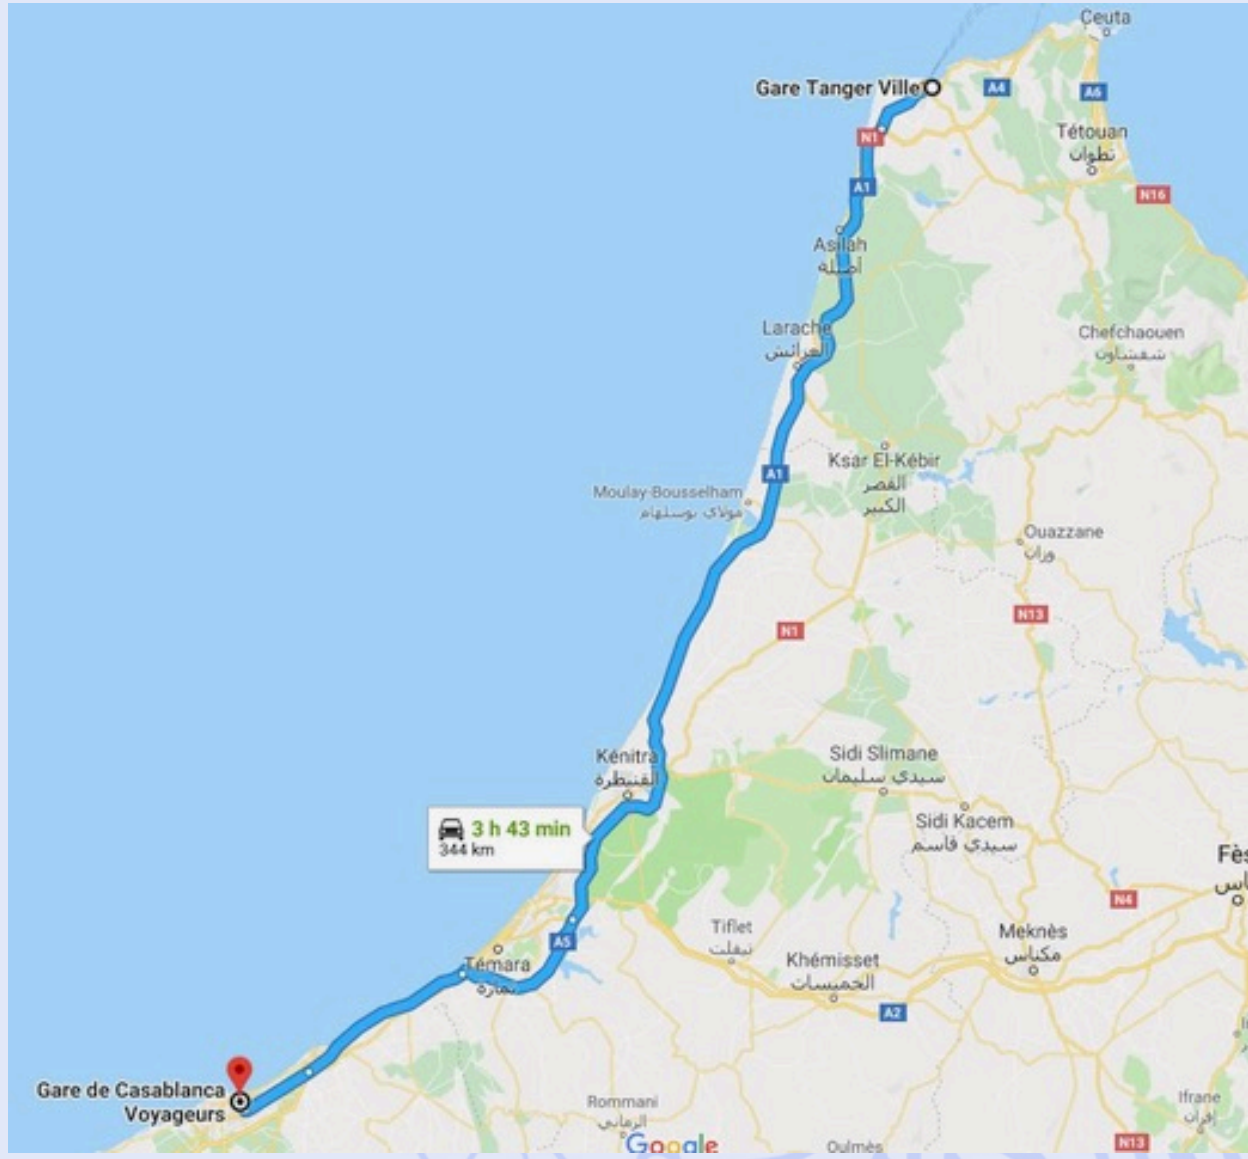 Ceuta
Gare Tanger Ville
A4
A6
Tétouan
تطوان
N1
A1
N16
Asilah
أصيلة
Larache
العرائش
Chefchaouen
شفشاون
Ksar El-Kébir
القصر
الكبير
A1
Moulay-Bousselham
مولاي بوسلهام
Ouazzane
وزان
N13
N1
Kénitra
القنيطرة
Sidi Slimane
سيدي سليمان
3 h 43 min
344 km
Sidi Kacem
سيدي قاسم
Fès
N4
Tiflet
تيفلت
Meknès
مكناس
A5
Khémisset
الخميسات
Témara
تمارة
A2
Gare de Casablanca
Voyageurs
Rommani
الرماني
Ifrane
إفران
Google
Oulmès
N13